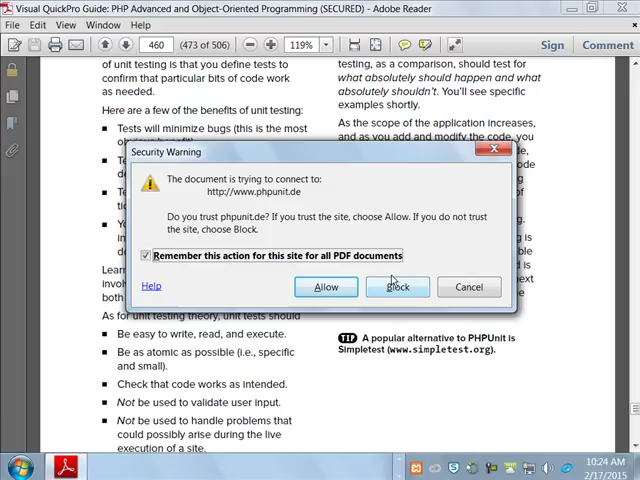 Visual QuickPro Guide: PHP Advanced and Object-Oriented Programming (SECURED) - Adobe Reader
File Edit View Window Help
460 (473 of 506) 119% Sign Comment
of unit testing is that you define tests to
confirm that particular bits of code work
as needed.
Here are a few of the benefits of unit testing:
Tests will minimize bugs (this is the most
testing, as a comparison, should test for
what absolutely should happen and what
absolutely shouldn't. You'll see specific
examples shortly.
As the scope of the application increases,
and as you add and modify the code, you
Security Warning
The document is trying to connect to:
http://www.phpunit.de
Do you trust phpunit.de? If you trust the site, choose Allow. If you do not trust
the site, choose Block.
Remember this action for this site for all PDF documents
Help Allow Block Cancel
As for unit testing theory, unit tests should
Be easy to write, read, and execute.
Be as atomic as possible (i.e., specific
and small).
Check that code works as intended.
Not be used to validate user input.
Not be used to handle problems that
could possibly arise during the live
execution of a site.
TIP A popular alternative to PHPUnit is
Simpletest (www.simpletest.org).
10:24 AM
2/17/2015